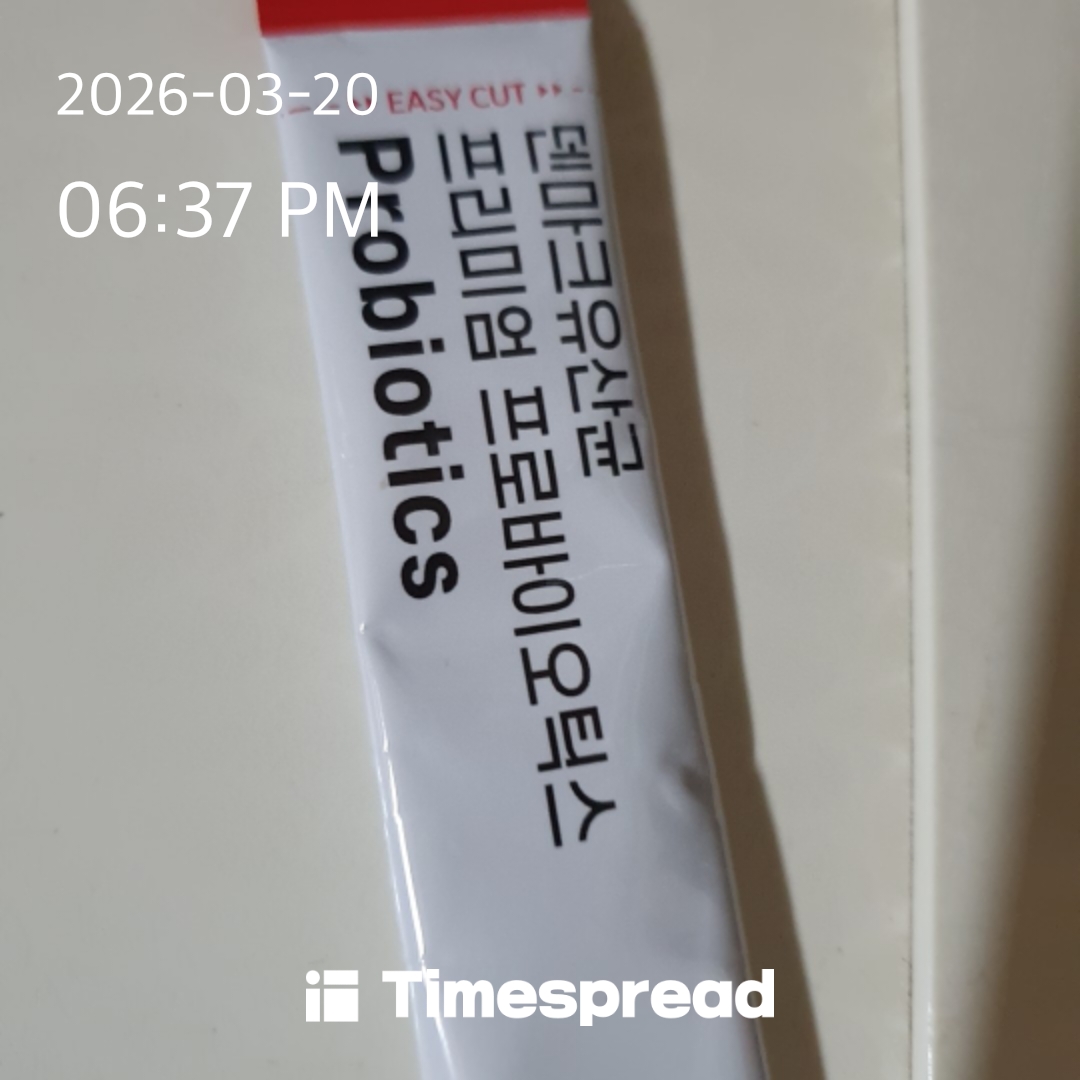 2026-03-20
06:37 PM
EASY CUT
덴마크유산균
프리미엄 프로바이오틱스
Probiotics
Timespread